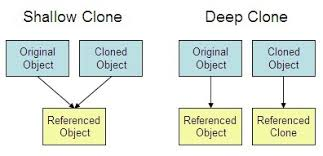 Shallow Clone
Deep Clone
Original
Object
Cloned
Object
Original
Object
Cloned
Object
Referenced
Object
Referenced
Object
Referenced
Clone